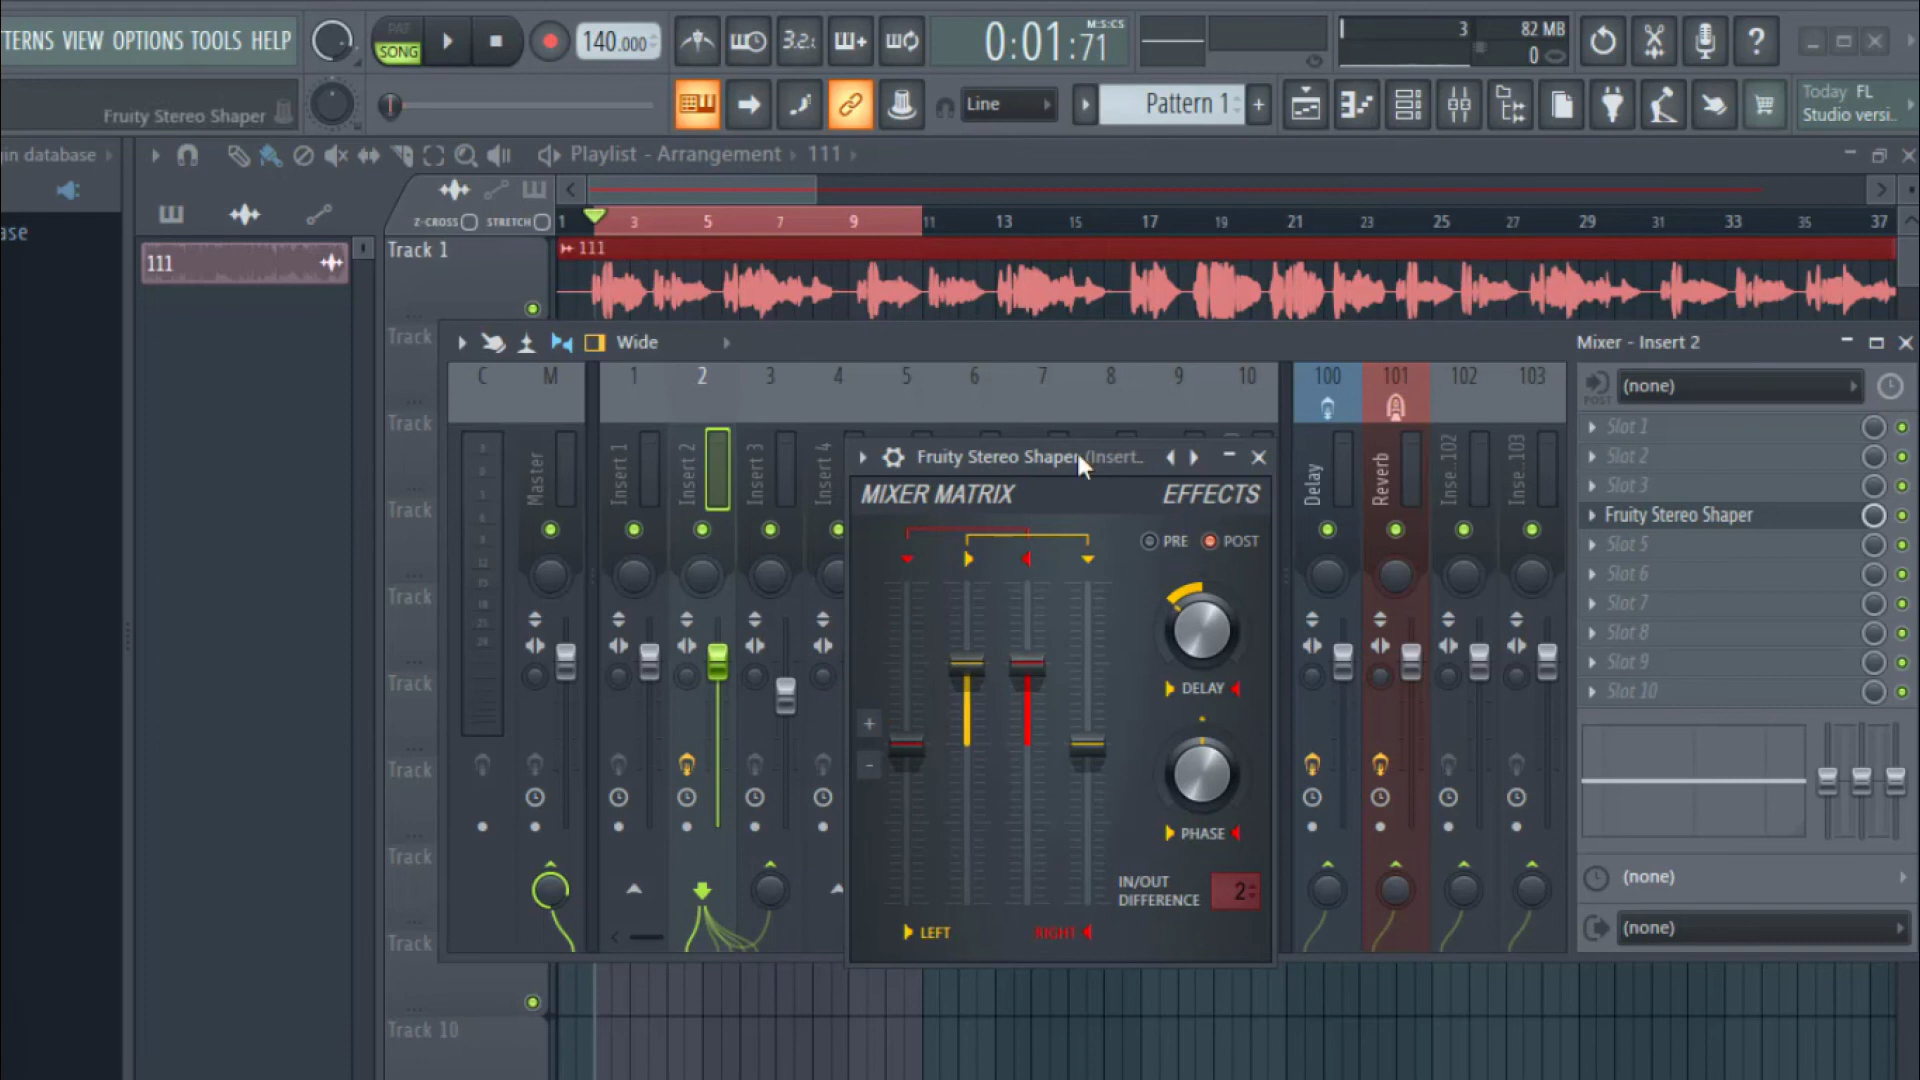 TERNS VIEW OPTIONS TOOLS HELP
PAT
SONG
140.000
3.2.1
0:01:71
M:S:CS
3
82 MB
0
Fruity Stereo Shaper
Line
Pattern 1
Today FL
Studio versi..
in database
Playlist - Arrangement
111
Z-CROSS
STRETCH
1 3 5 7 9 11 13 15 17 19 21 23 25 27 29 31 33 35 37
ase
111
Track 1
111
Track
Track
Track
Track
Track
Track
Track
Track
Track 10
Wide
Mixer - Insert 2
C M 1 2 3 4 5 6 7 8 9 10 100 101 102 103
Master
Insert 1
Insert 2
Insert 3
Insert 4
Delay
Reverb
Inse..102
Inse..103
Fruity Stereo Shaper (Insert..
MIXER MATRIX
EFFECTS
PRE
POST
DELAY
PHASE
IN/OUT
DIFFERENCE
2
LEFT
RIGHT
POST
(none)
Slot 1
Slot 2
Slot 3
Fruity Stereo Shaper
Slot 5
Slot 6
Slot 7
Slot 8
Slot 9
Slot 10
(none)
(none)